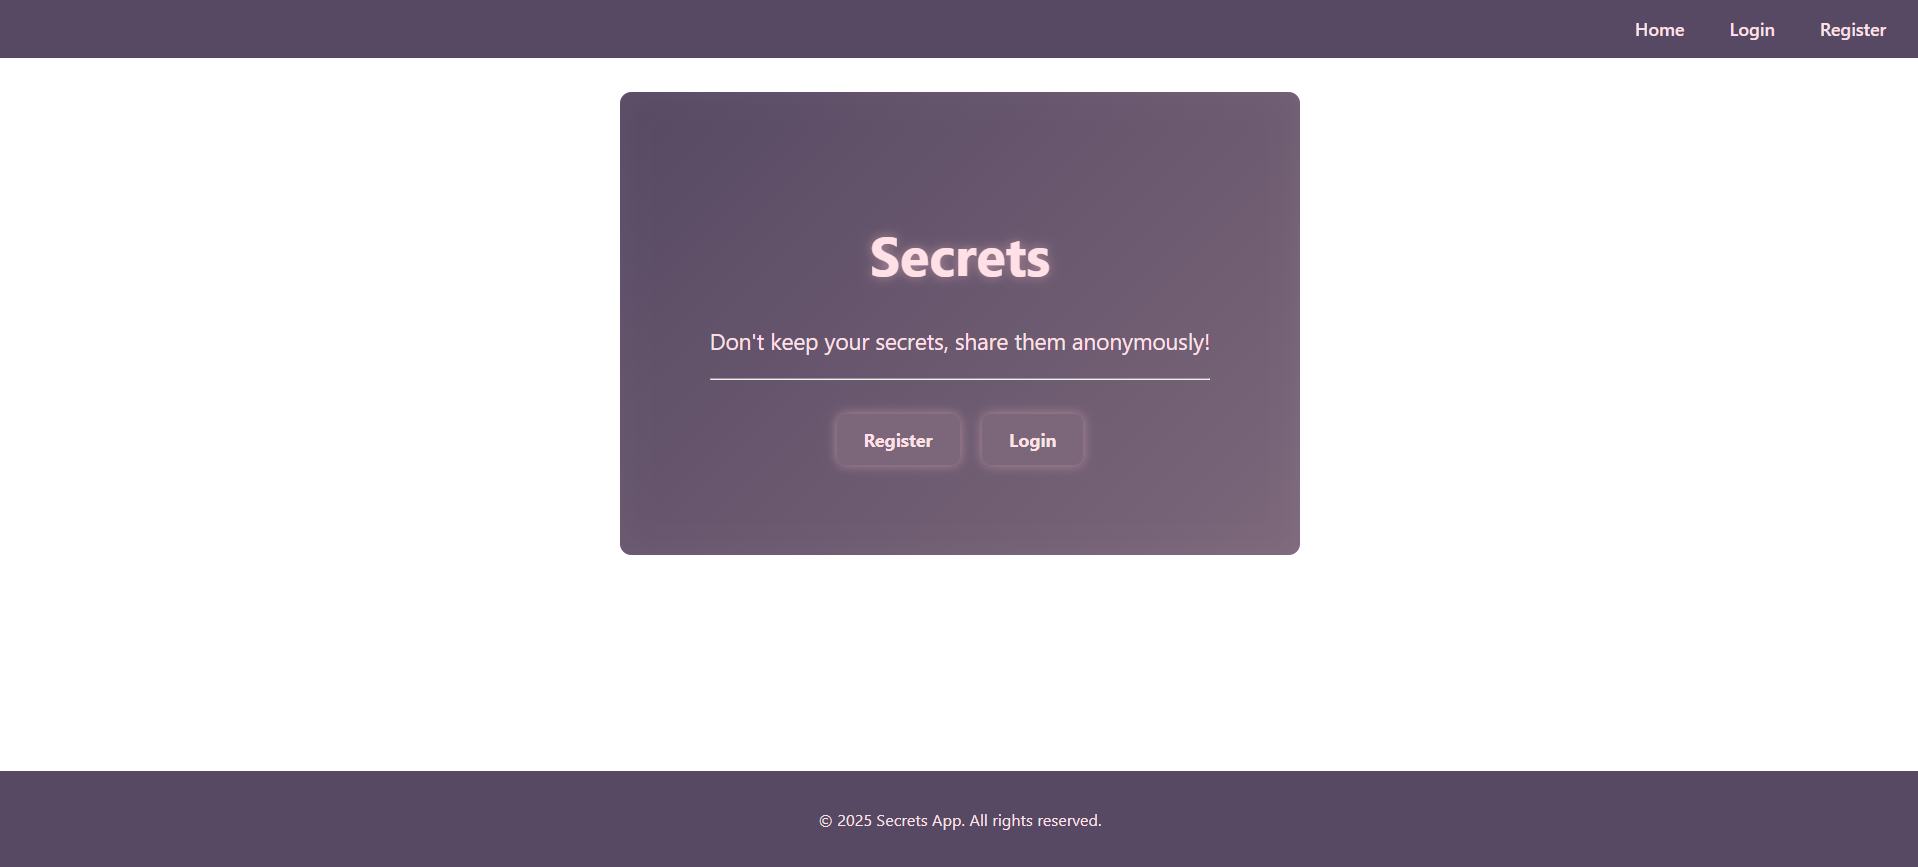 Home Login Register
Secrets
Don't keep your secrets, share them anonymously!
Register Login
© 2025 Secrets App. All rights reserved.